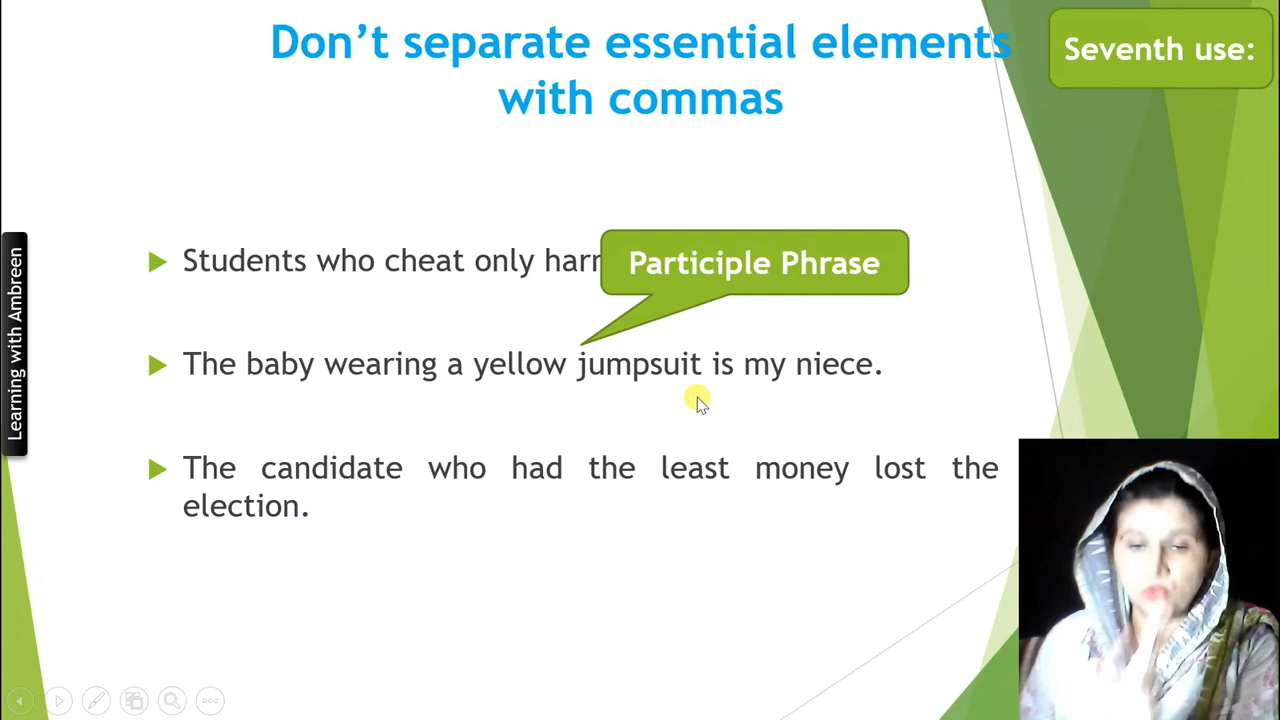 Don't separate essential elements
with commas
Seventh use:
Students who cheat only
Participle Phrase
The baby wearing a yellow jumpsuit is my niece.
The candidate who had the least money lost the
election.
Learning with Ambreen